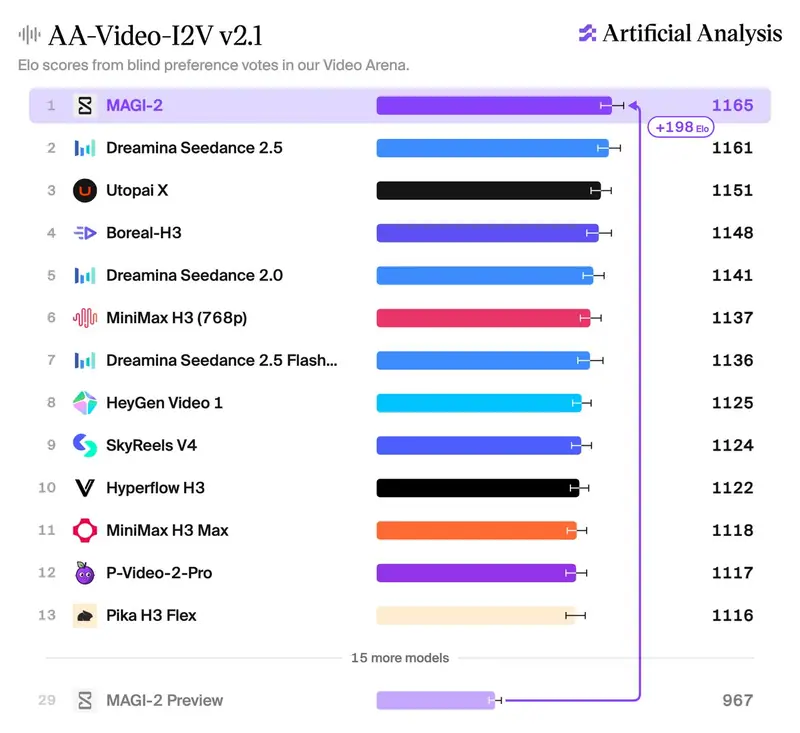 AA-Video-I2V v2.1
Artificial Analysis
Elo scores from blind preference votes in our Video Arena.
1 MAGI-2 1165
+198 Elo
2 Dreamina Seedance 2.5 1161
3 Utopai X 1151
4 Boreal-H3 1148
5 Dreamina Seedance 2.0 1141
6 MiniMax H3 (768p) 1137
7 Dreamina Seedance 2.5 Flash... 1136
8 HeyGen Video 1 1125
9 SkyReels V4 1124
10 Hyperflow H3 1122
11 MiniMax H3 Max 1118
12 P-Video-2-Pro 1117
13 Pika H3 Flex 1116
15 more models
29 MAGI-2 Preview 967